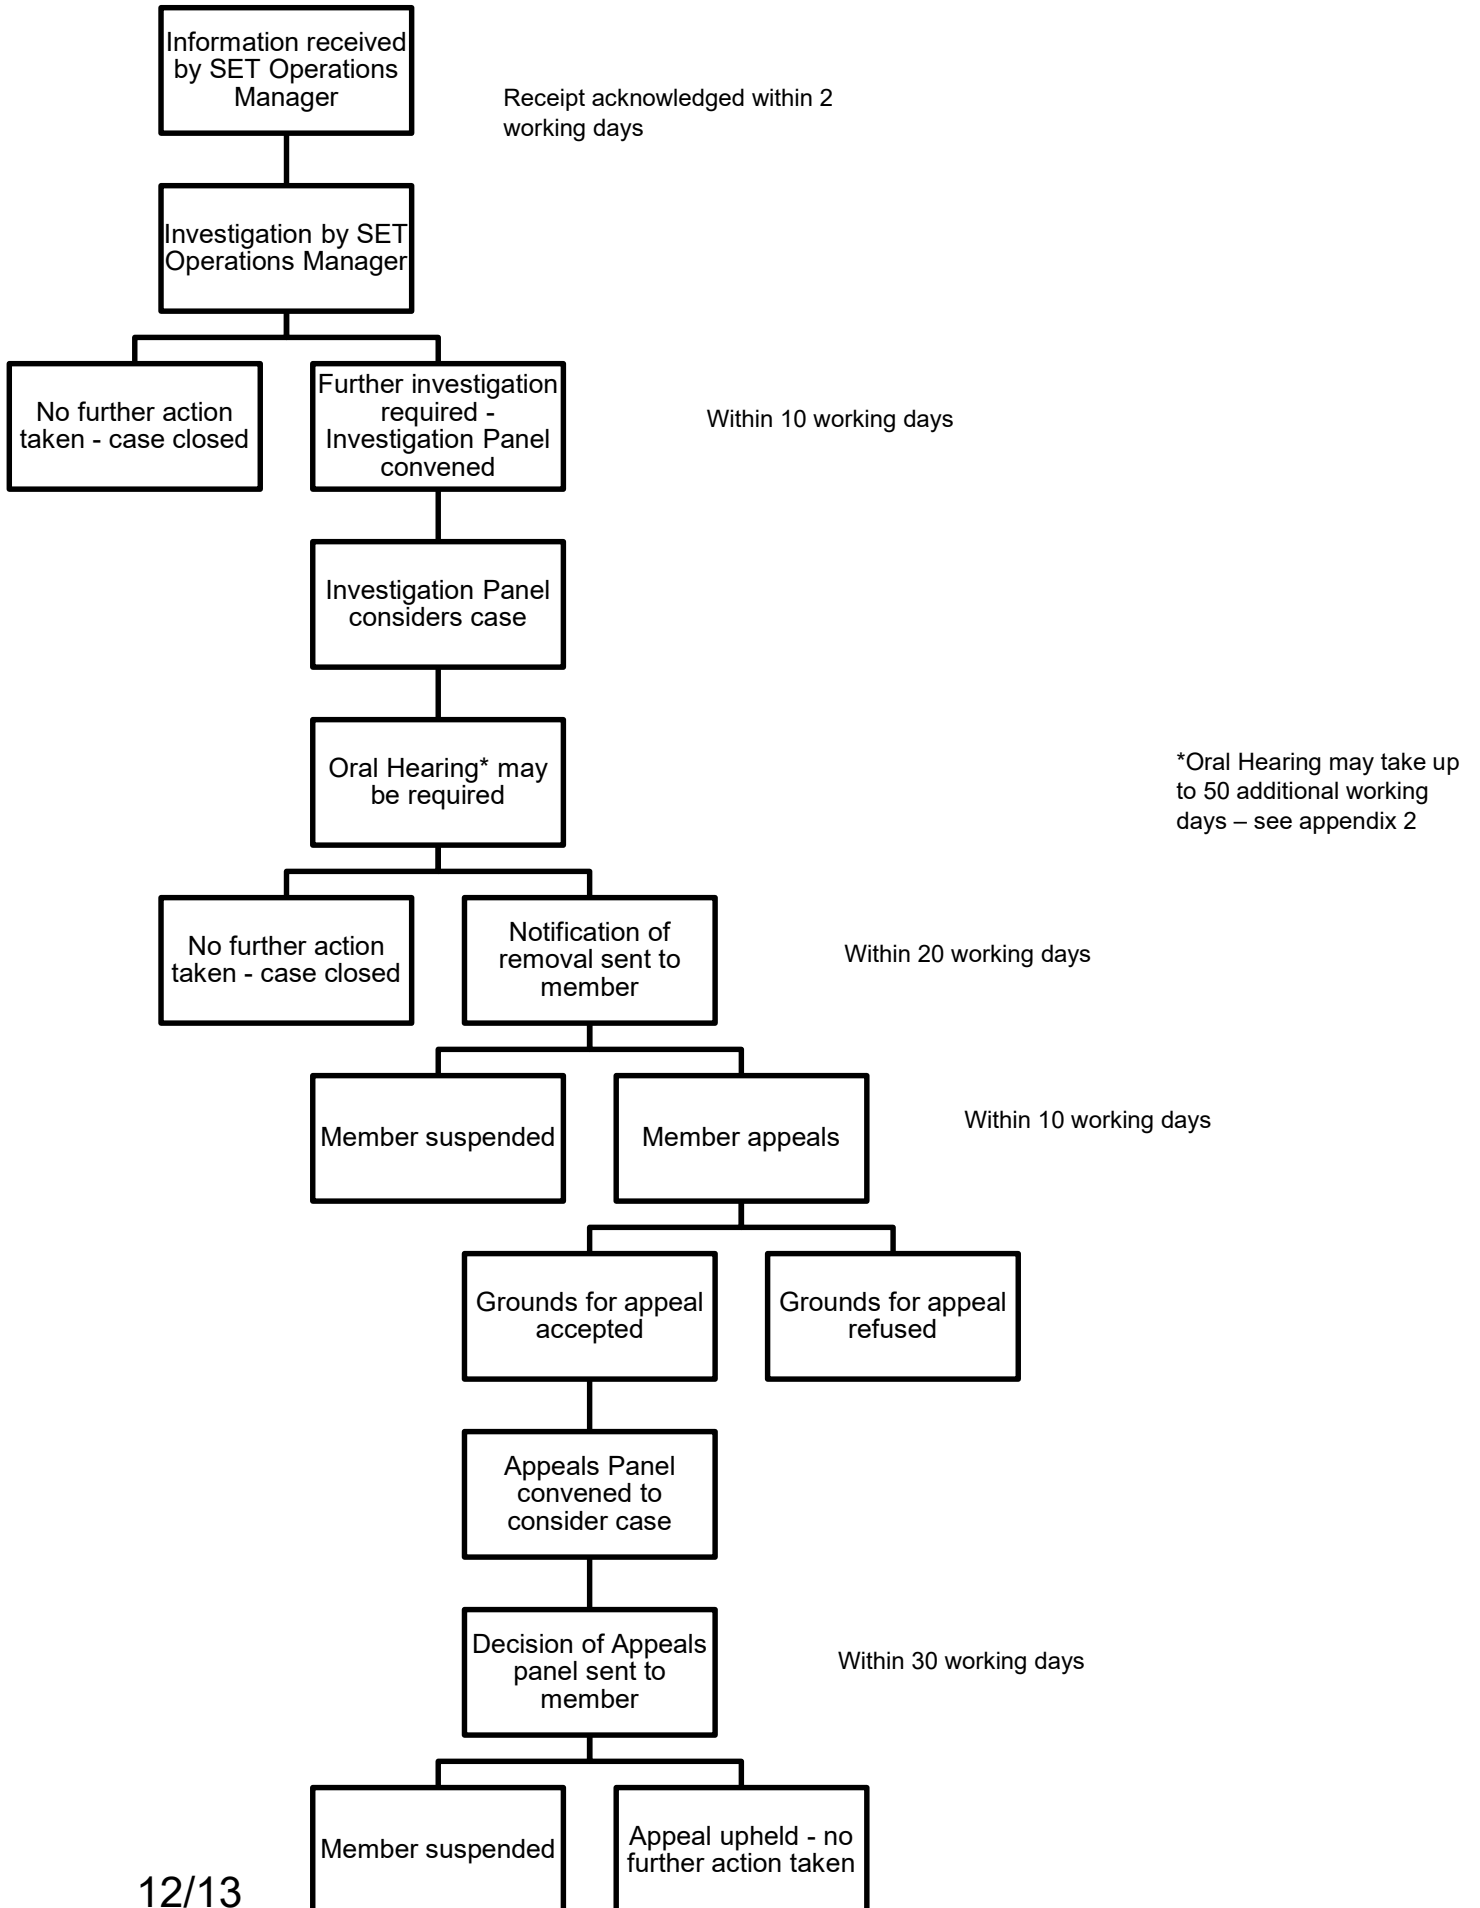 Information received
by SET Operations
Manager
Receipt acknowledged within 2
working days
Investigation by SET
Operations Manager
No further action
taken - case closed
Further investigation
required -
Investigation Panel
convened
Within 10 working days
Investigation Panel
considers case
Oral Hearing* may
be required
*Oral Hearing may take up
to 50 additional working
days – see appendix 2
No further action
taken - case closed
Notification of
removal sent to
member
Within 20 working days
Member suspended
Member appeals
Within 10 working days
Grounds for appeal
accepted
Grounds for appeal
refused
Appeals Panel
convened to
consider case
Decision of Appeals
panel sent to
member
Within 30 working days
Member suspended
Appeal upheld - no
further action taken
12/13